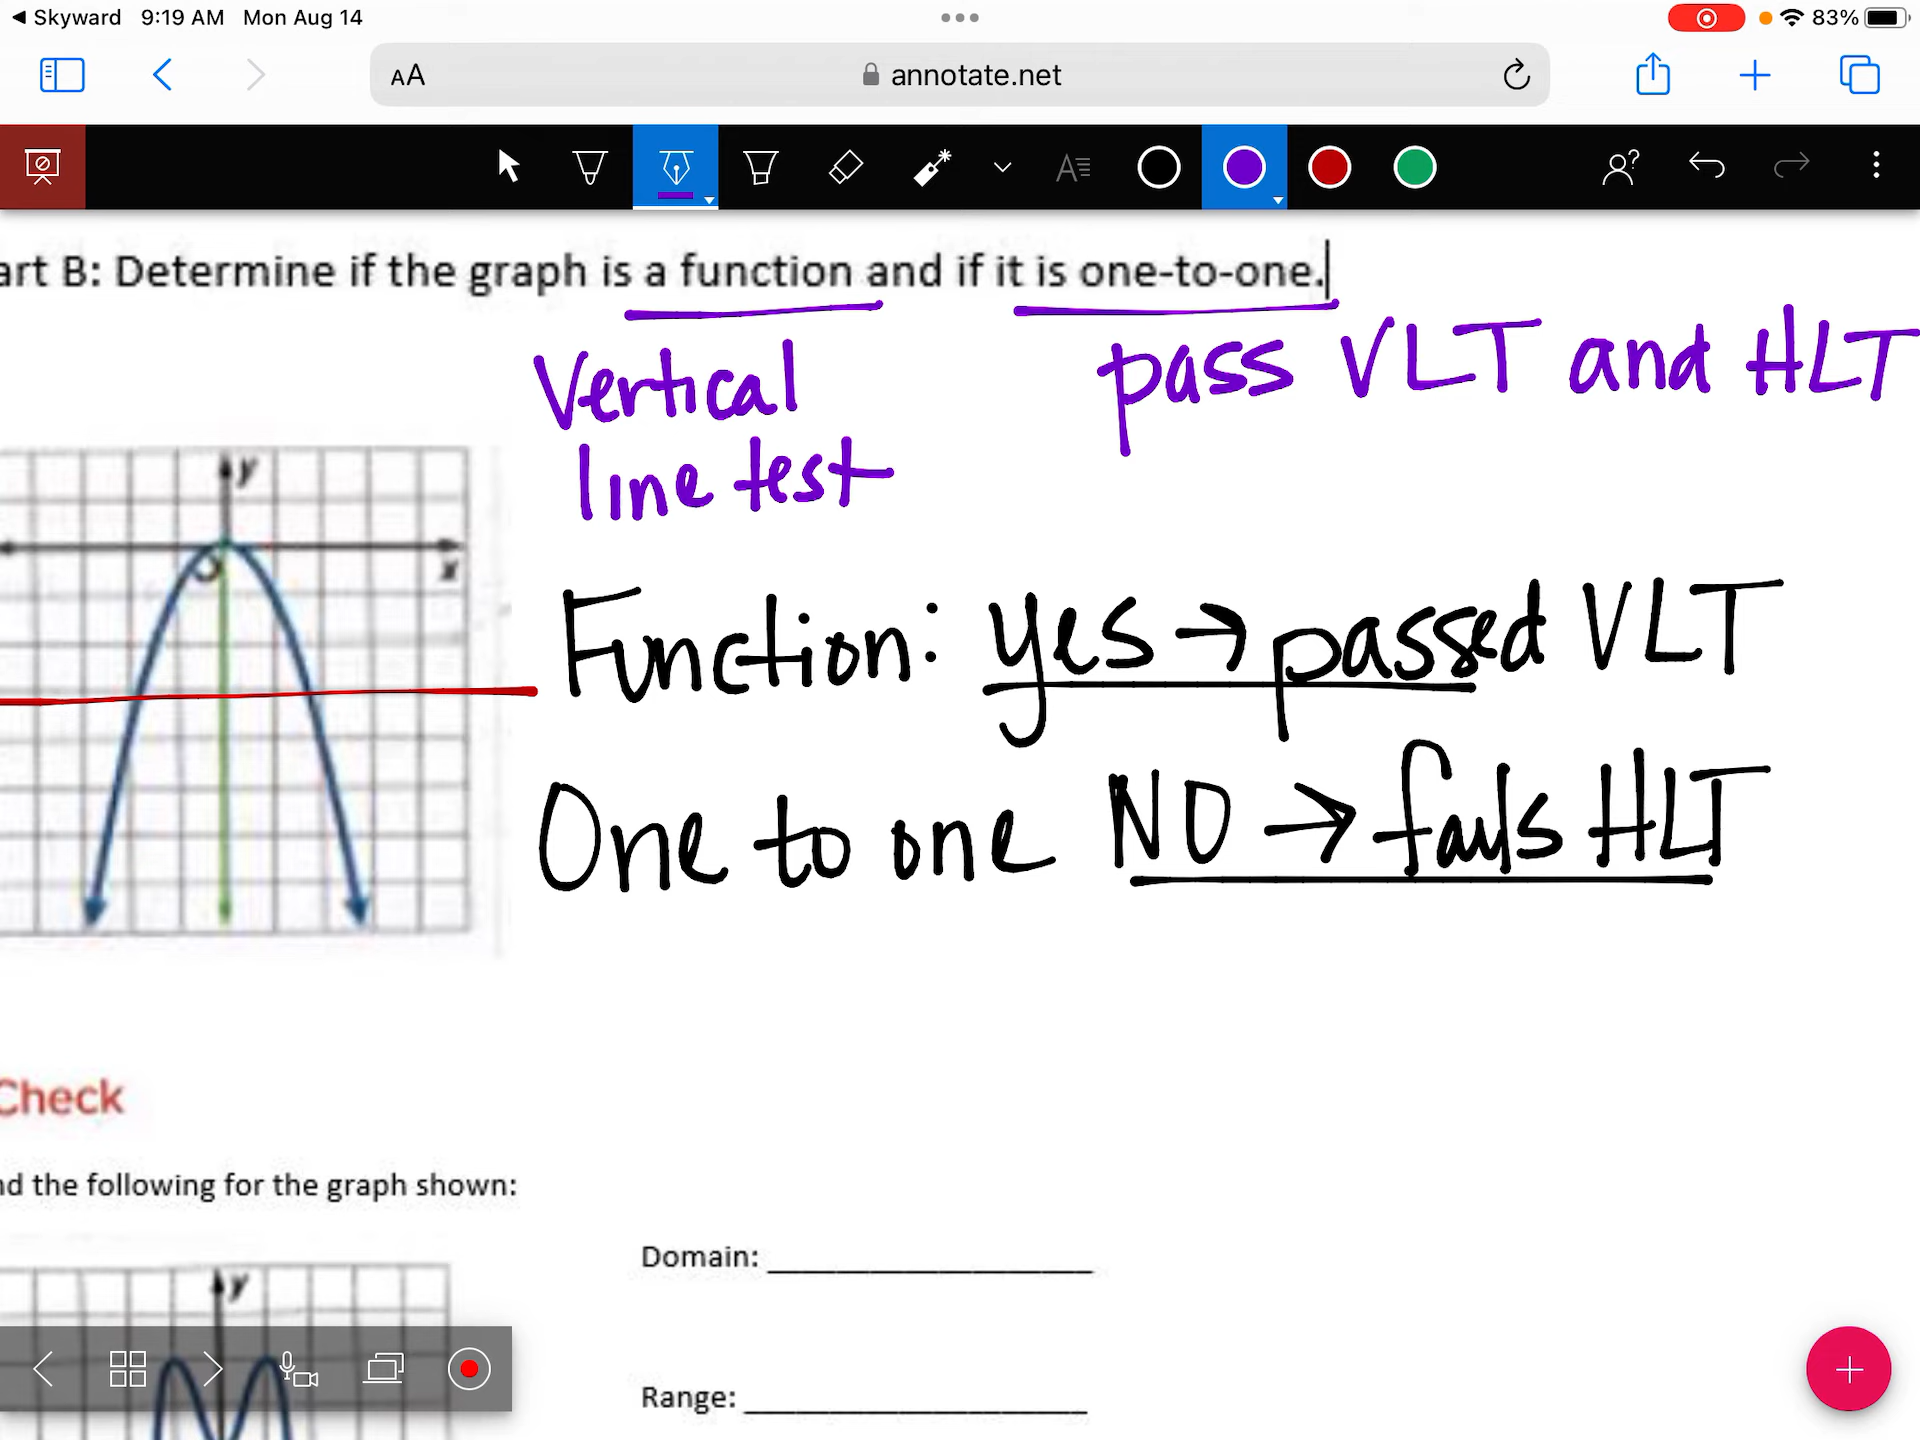 Skyward 9:19 AM Mon Aug 14 83%
AA annotate.net
art B: Determine if the graph is a function and if it is one-to-one.
Vertical pass VLT and HLT
line test
y
x
Function: yes → passed VLT
One to one NO → fails HLT
Check
nd the following for the graph shown:
Domain:
y
Range: